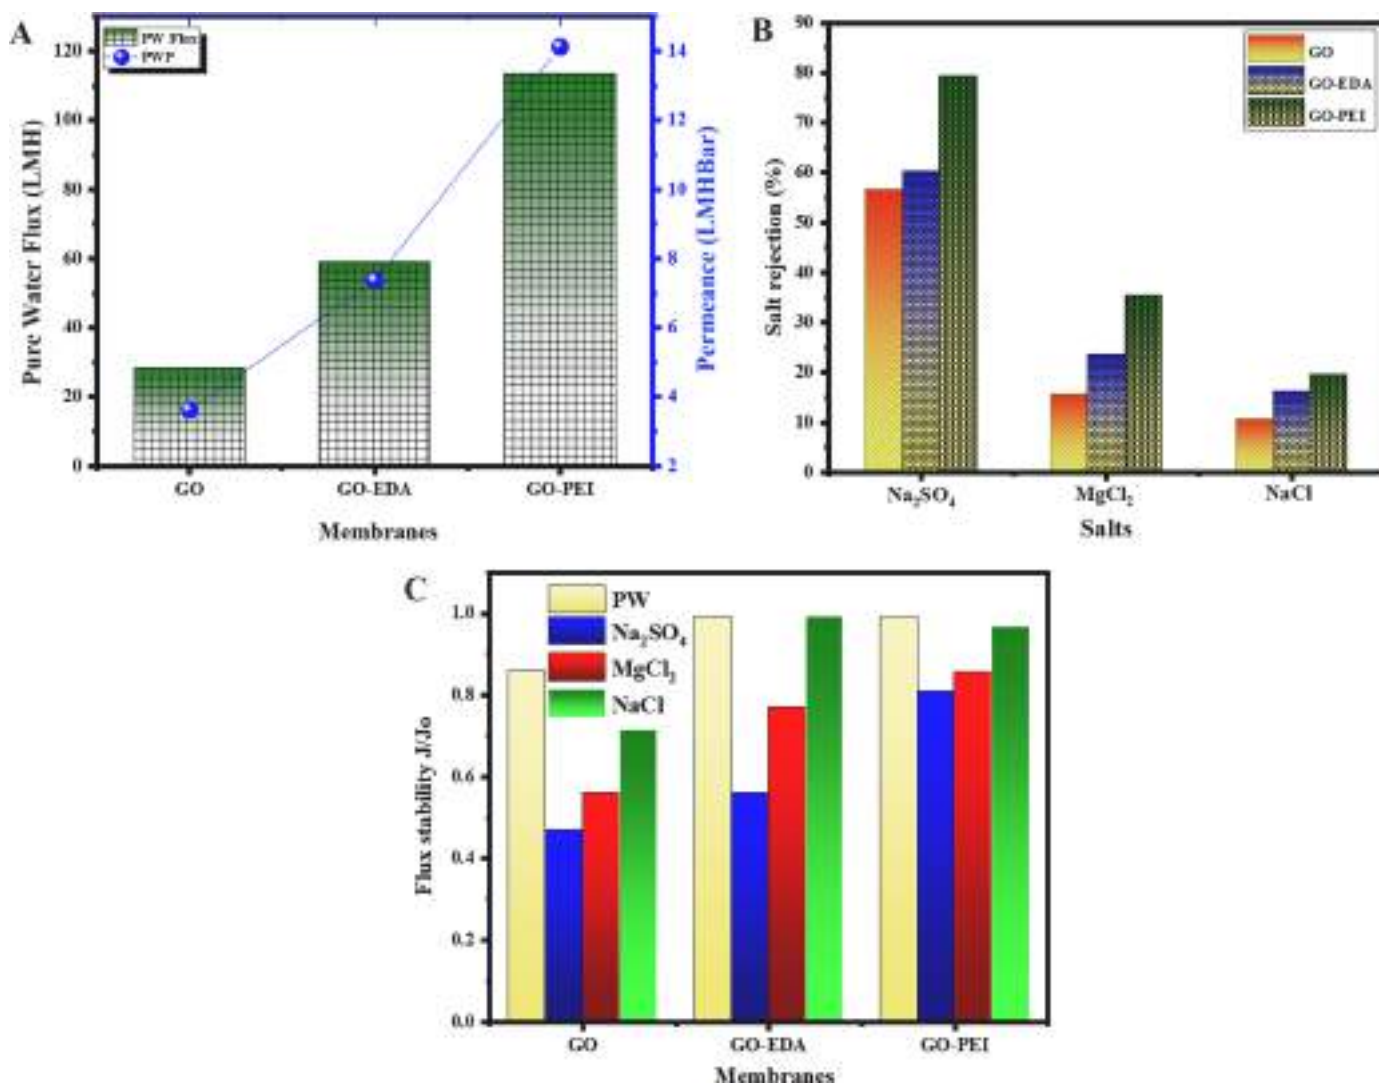 A
PW Flux
PWP
Pure Water Flux (LMH)
120
100
80
60
40
20
0
14
12
10
8
6
4
2
Permeance (LMHBar)
GO
GO-EDA
GO-PEI
Membranes
B
GO
GO-EDA
GO-PEI
Salt rejection (%)
90
80
70
60
50
40
30
20
10
0
Na₂SO₄
MgCl₂
NaCl
Salts
C
PW
Na₂SO₄
MgCl₂
NaCl
Flux stability J/Jo
1.0
0.8
0.6
0.4
0.2
0.0
GO
GO-EDA
GO-PEI
Membranes